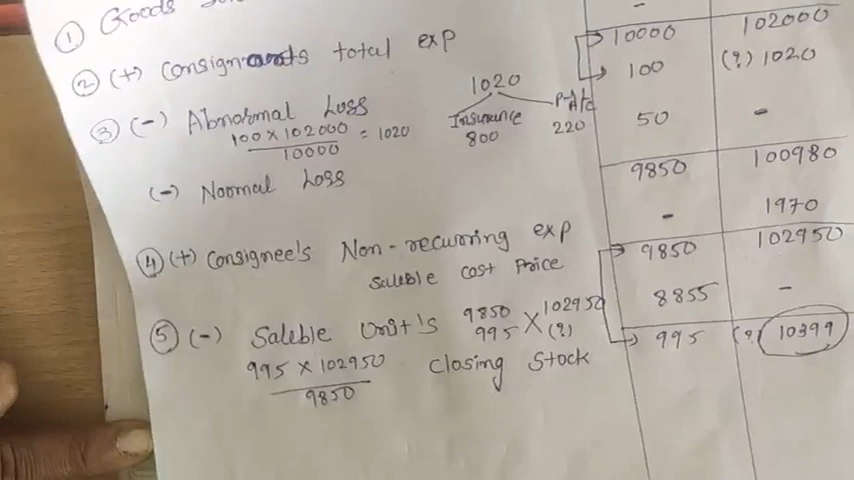 ① Goods
-
② (+) Consignments total exp 10000 102000
③ (-) Abnormal Loss 100 (?) 1020
100 × 102000 = 1020
10000
1020
Insurance P-A/c
800 220
(-) Normal Loss 50 -
9850 100980
④ (+) Consignee's Non-recurring exp - 1970
Saleble cost Price 9850 102950
⑤ (-) Saleble Unit's 8855 -
9850 × 102950
995 (?)
Closing Stock 995 (?) 10399
995 × 102950
9850